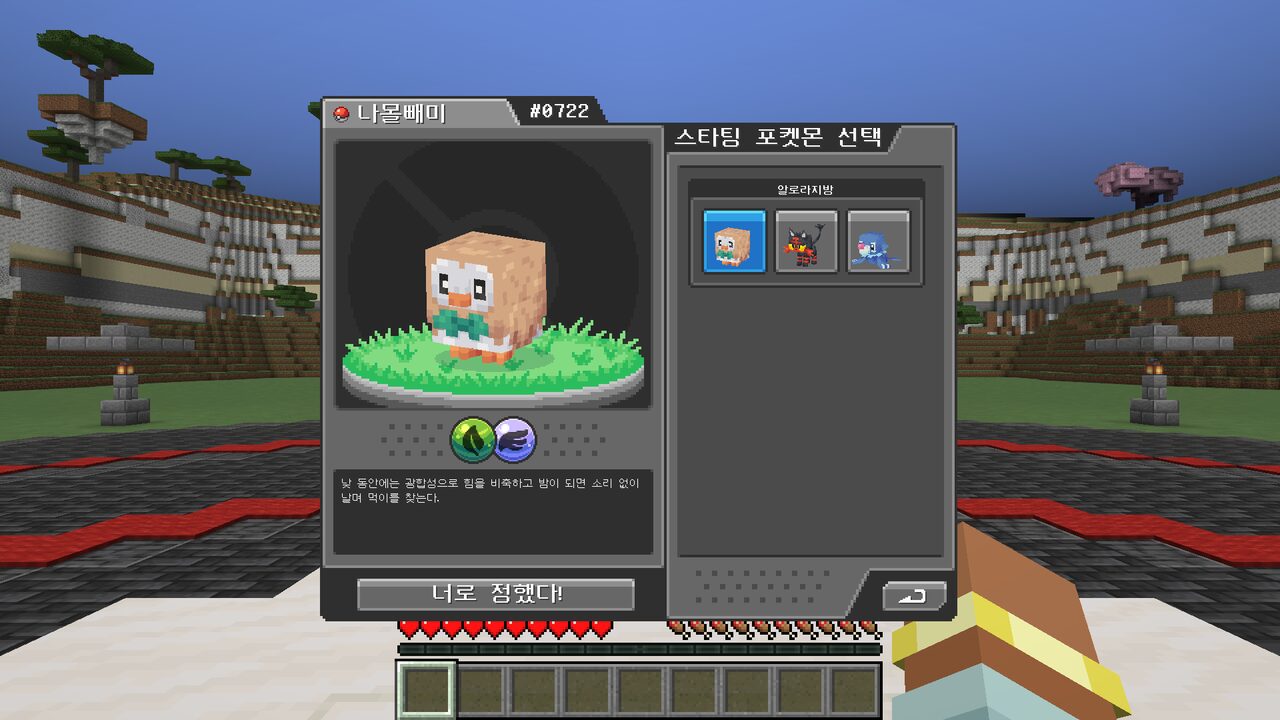 나몰빼미
#0722
스타팅 포켓몬 선택
알로라지방
낮 동안에는 광합성으로 힘을 비축하고 밤이 되면 소리 없이
날며 먹이를 찾는다.
너로 정했다!